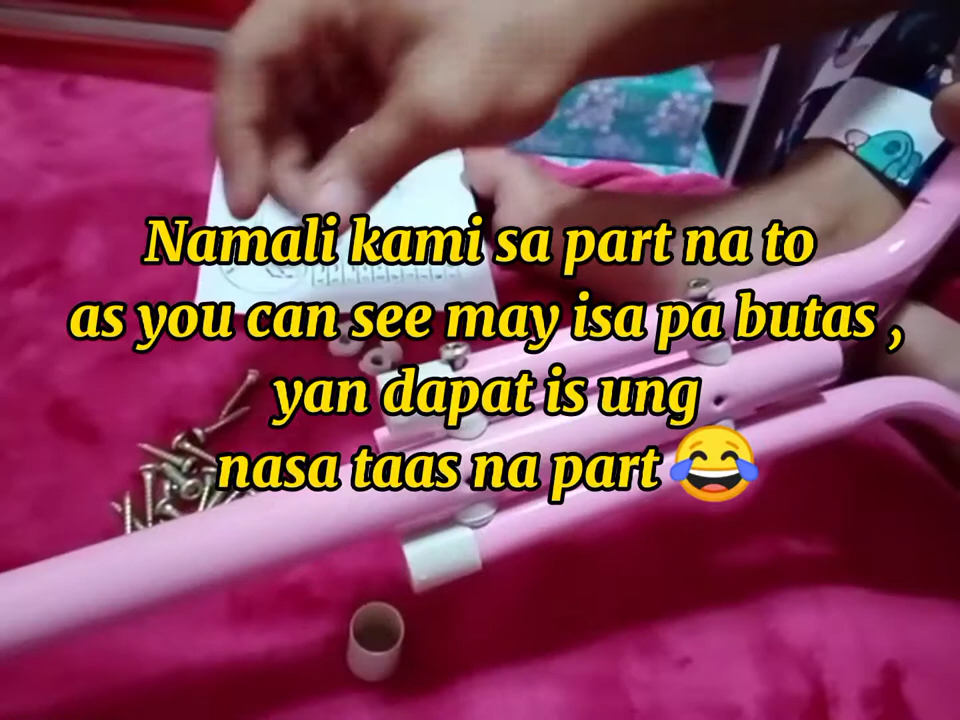 Namali kami sa part na to
as you can see may isa pa butas ,
yan dapat is ung
nasa taas na part 😂